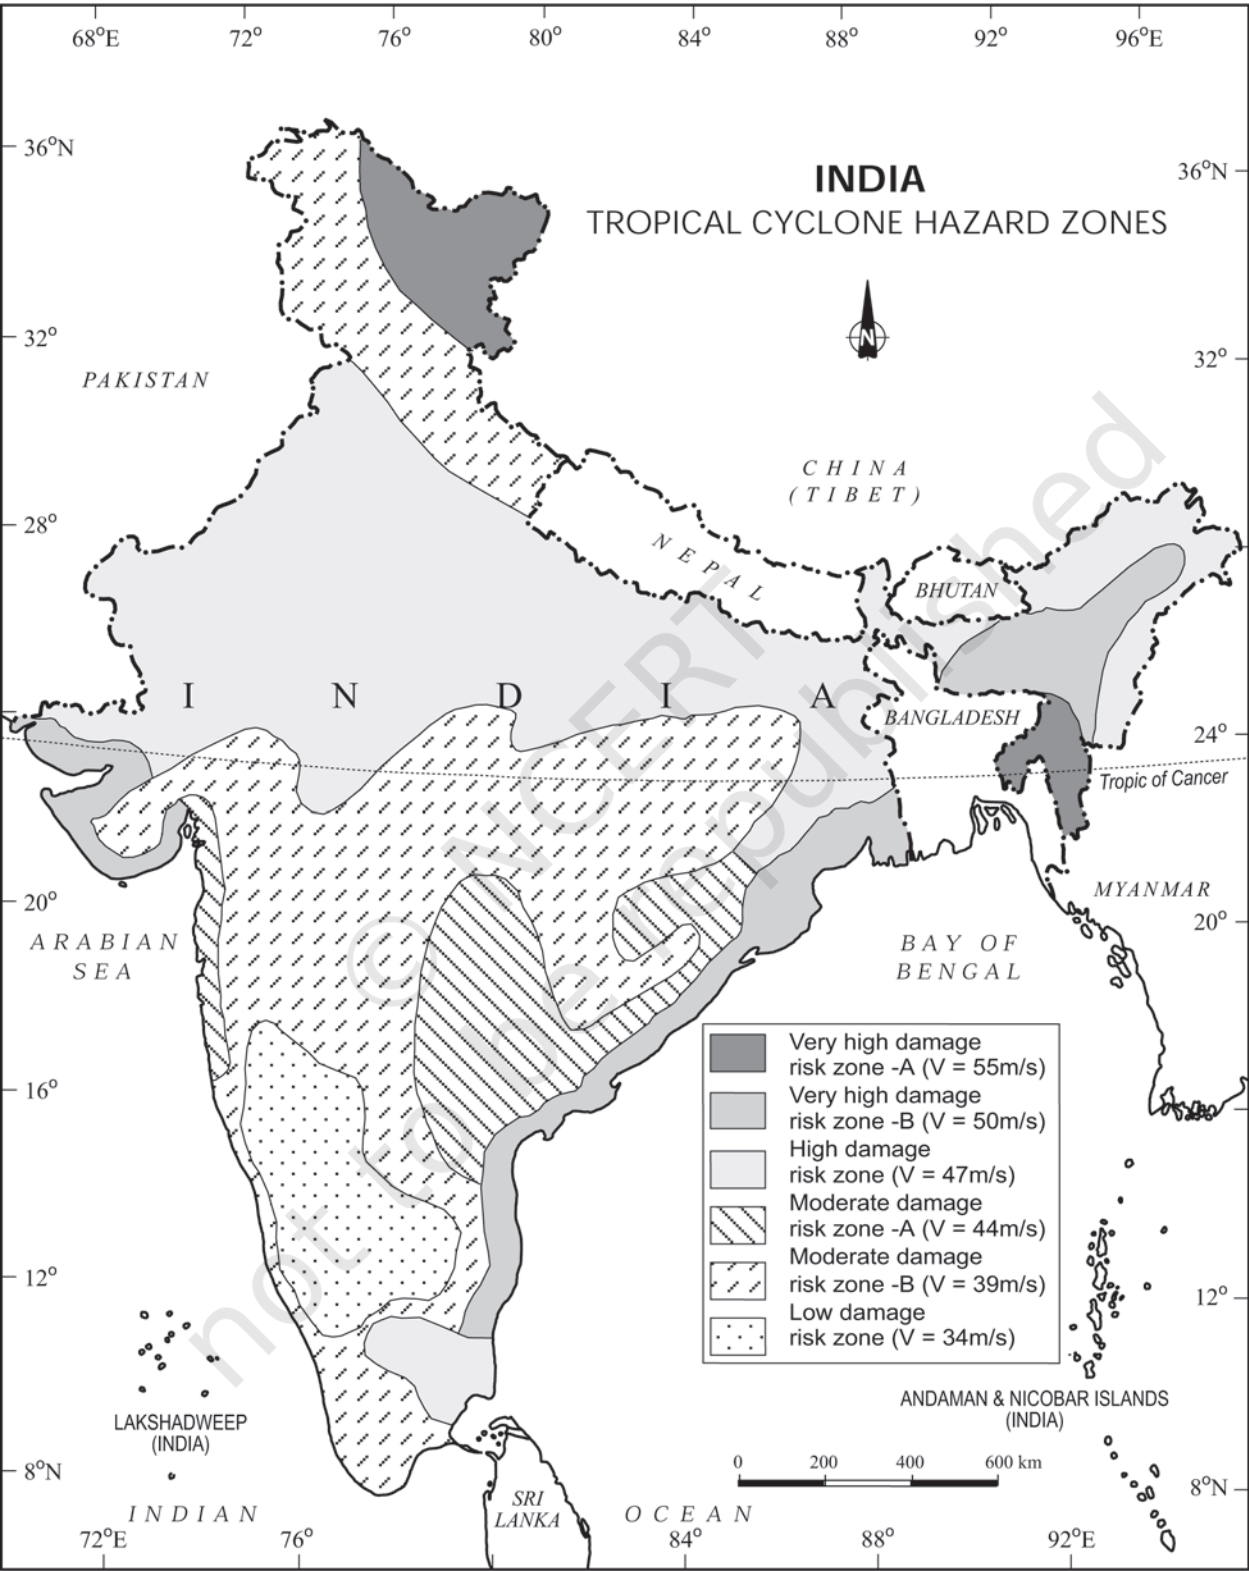 68°E 72° 76° 80° 84° 88° 92° 96°E
36°N
36°N
INDIA
TROPICAL CYCLONE HAZARD ZONES
N
32°
32°
PAKISTAN
CHINA
(TIBET)
28°
NEPAL
BHUTAN
I N D I A
BANGLADESH
24°
Tropic of Cancer
20°
20°
MYANMAR
ARABIAN
SEA
BAY OF
BENGAL
© NCERT
not to be republished
Very high damage
risk zone -A (V = 55m/s)
Very high damage
risk zone -B (V = 50m/s)
High damage
risk zone (V = 47m/s)
Moderate damage
risk zone -A (V = 44m/s)
Moderate damage
risk zone -B (V = 39m/s)
Low damage
risk zone (V = 34m/s)
16°
12°
12°
LAKSHADWEEP
(INDIA)
ANDAMAN & NICOBAR ISLANDS
(INDIA)
0 200 400 600 km
8°N
8°N
SRI
LANKA
INDIAN OCEAN
72°E 76° 84° 88° 92°E